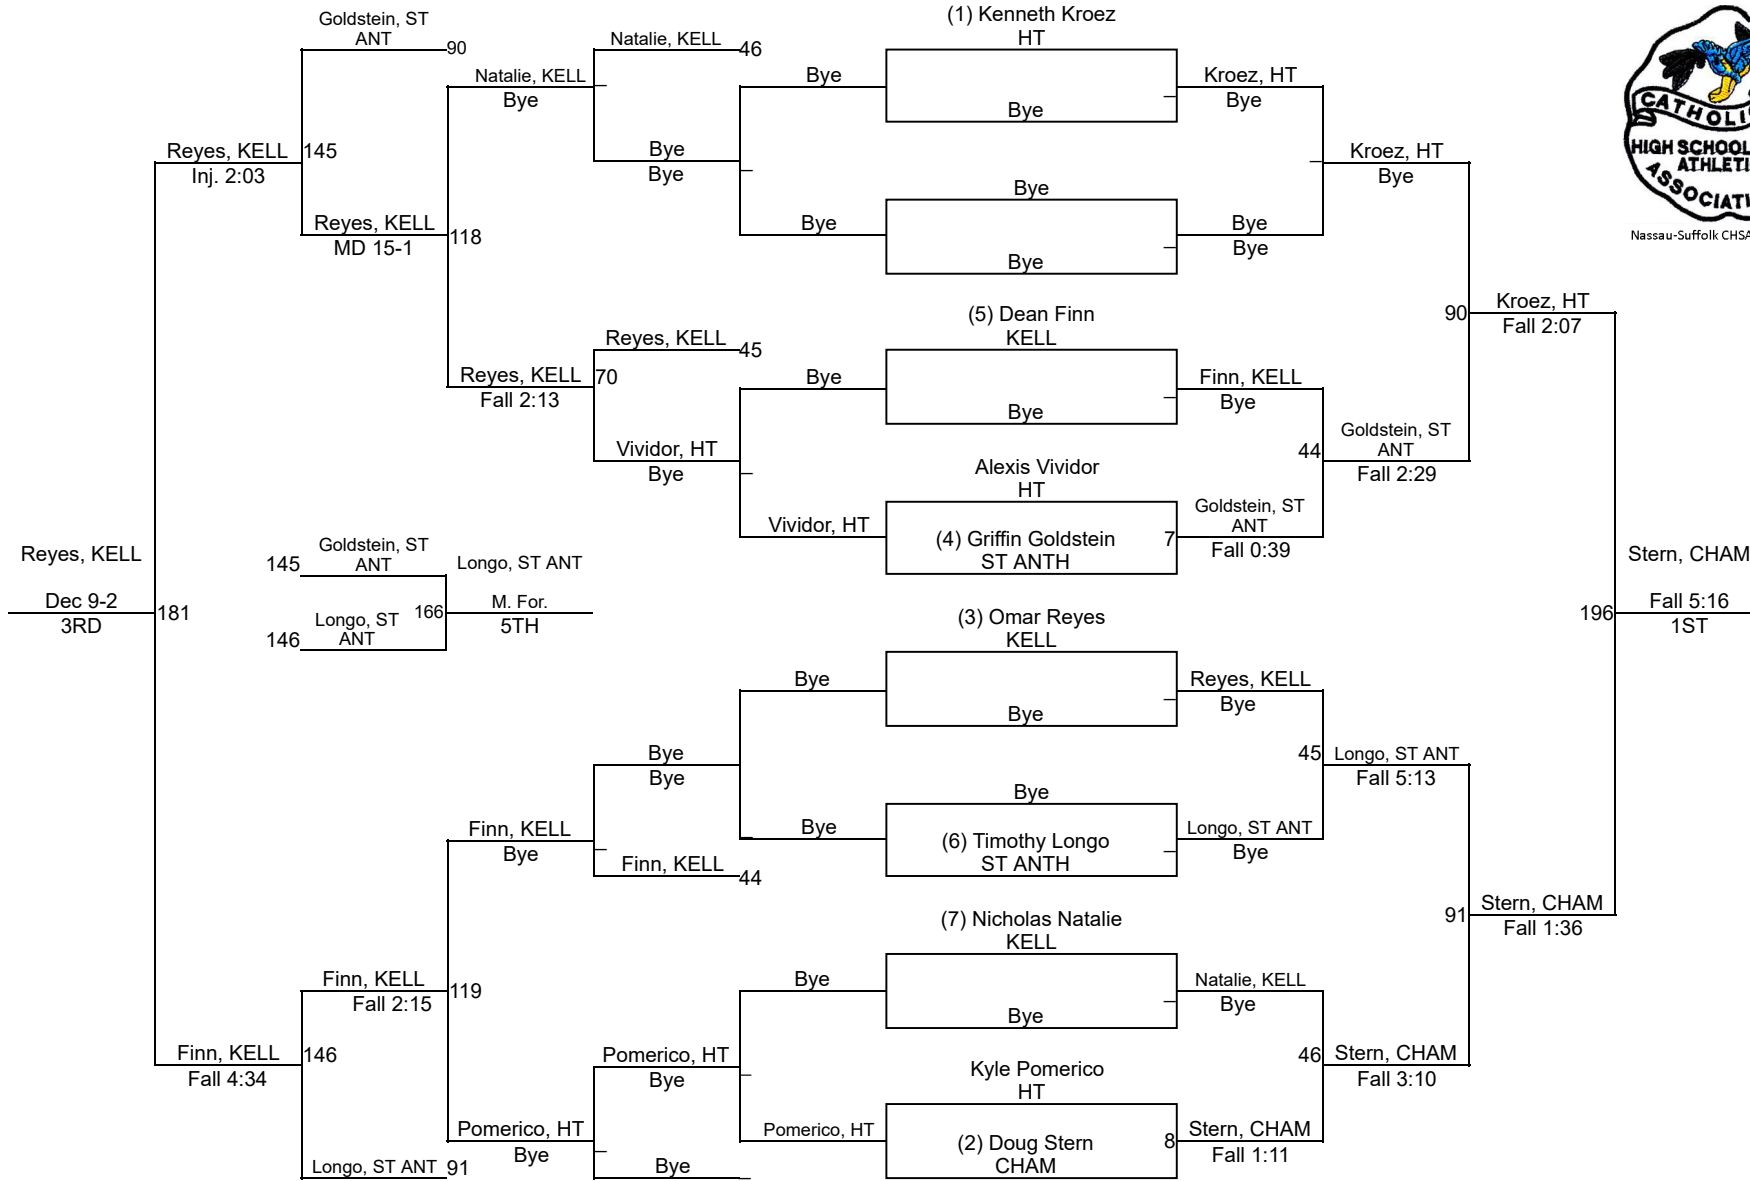 Goldstein, ST
ANT
90
Natalie, KELL
Bye
Natalie, KELL
46
Bye
Bye
Bye
Bye
(1) Kenneth Kroez
HT
Bye
Bye
Bye
Kroez, HT
Bye
Bye
Bye
Kroez, HT
Bye
CATHOLI
HIGH SCHOOL
ATHLETI
ASSOCIAT
Nassau-Suffolk CHSA
Reyes, KELL
145
Inj. 2:03
Reyes, KELL
118
MD 15-1
Reyes, KELL
70
Fall 2:13
Reyes, KELL
45
Vividor, HT
Bye
Bye
Vividor, HT
(5) Dean Finn
KELL
Bye
Alexis Vividor
HT
(4) Griffin Goldstein
7
ST ANTH
Finn, KELL
Bye
Goldstein, ST
ANT
Fall 0:39
44
Goldstein, ST
ANT
Fall 2:29
90
Kroez, HT
Fall 2:07
Reyes, KELL
Dec 9-2
181
3RD
145
Goldstein, ST
ANT
Longo, ST ANT
146
Longo, ST
ANT
166
M. For.
5TH
Stern, CHAM
196
Fall 5:16
1ST
(3) Omar Reyes
KELL
Bye
Bye
(6) Timothy Longo
ST ANTH
Bye
Bye
Bye
Bye
Reyes, KELL
Bye
Longo, ST ANT
Bye
45
Longo, ST ANT
Fall 5:13
Finn, KELL
Bye
Finn, KELL
44
(7) Nicholas Natalie
KELL
Bye
Bye
Natalie, KELL
Bye
91
Stern, CHAM
Fall 1:36
Finn, KELL
119
Fall 2:15
Finn, KELL
146
Fall 4:34
Pomerico, HT
Bye
Pomerico, HT
Bye
Pomerico, HT
Bye
Longo, ST ANT
91
Kyle Pomerico
HT
(2) Doug Stern
8
CHAM
Stern, CHAM
Fall 1:11
46
Stern, CHAM
Fall 3:10